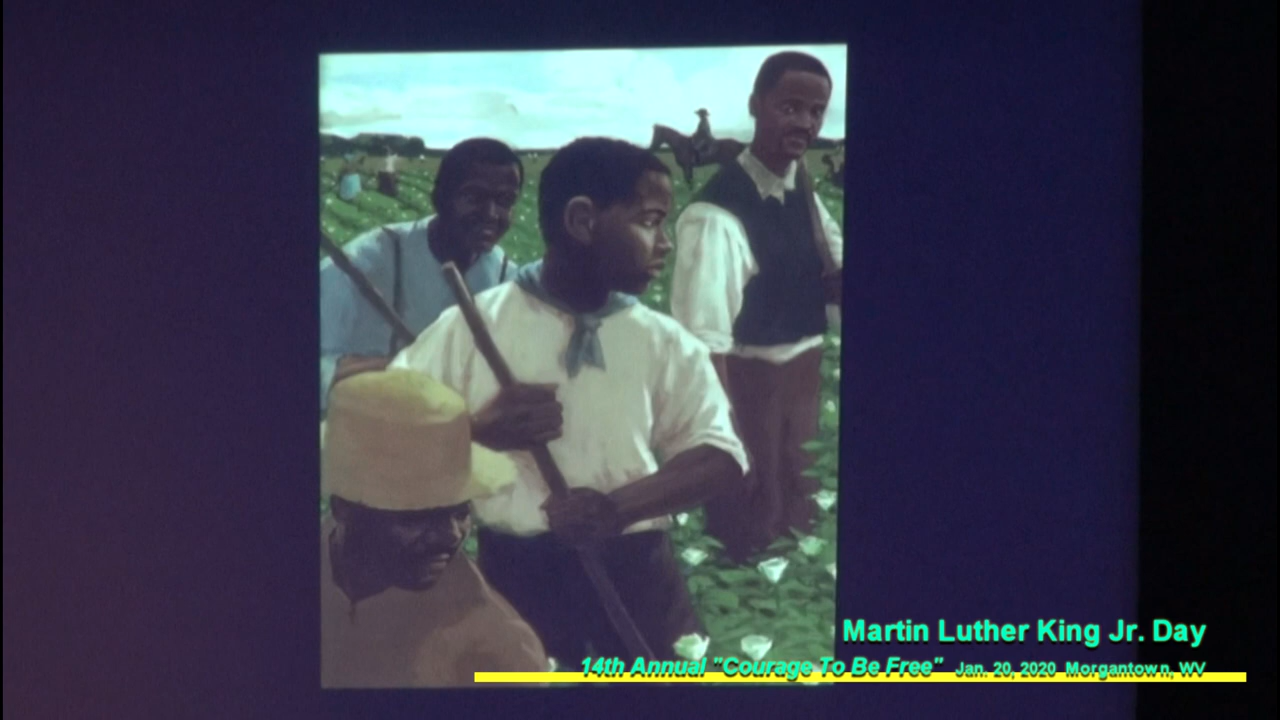 Martin Luther King Jr. Day
14th Annual "Courage To Be Free" Jan. 20, 2020 Morgantown, WV